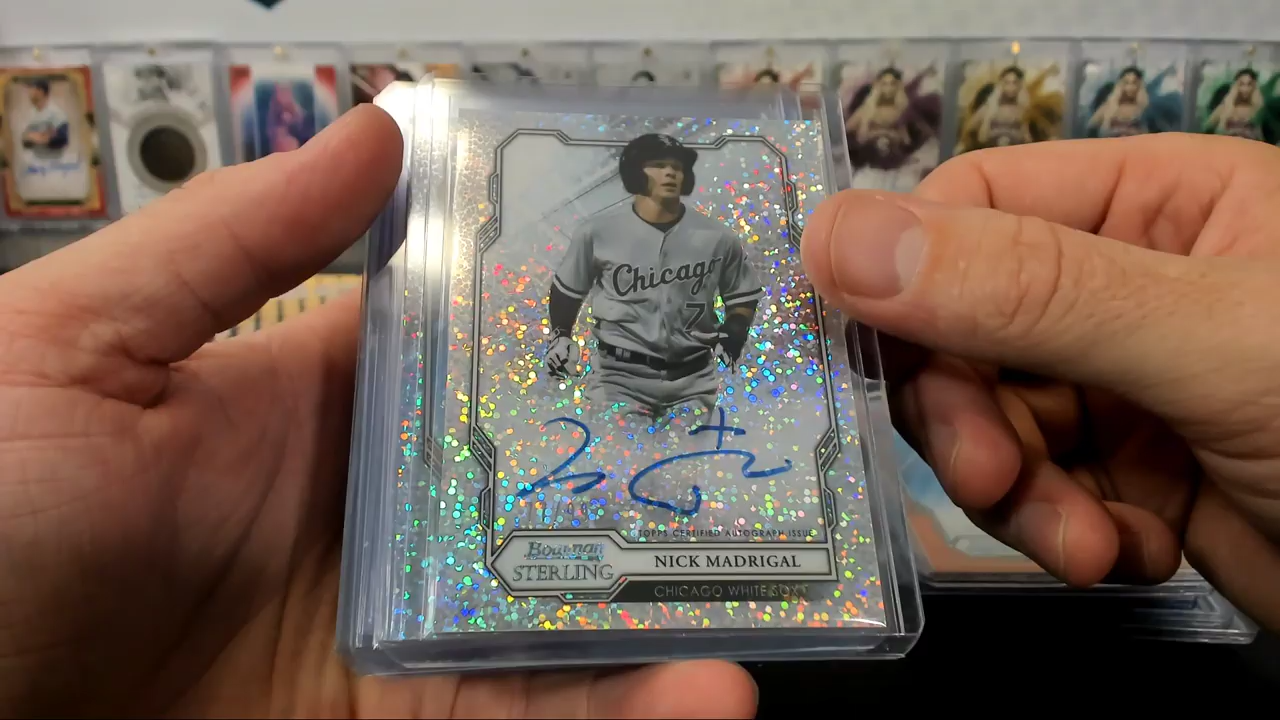 Chicago
7
TOPPS CERTIFIED AUTOGRAPH ISSUE
Bowman
STERLING
NICK MADRIGAL
CHICAGO WHITE SOX